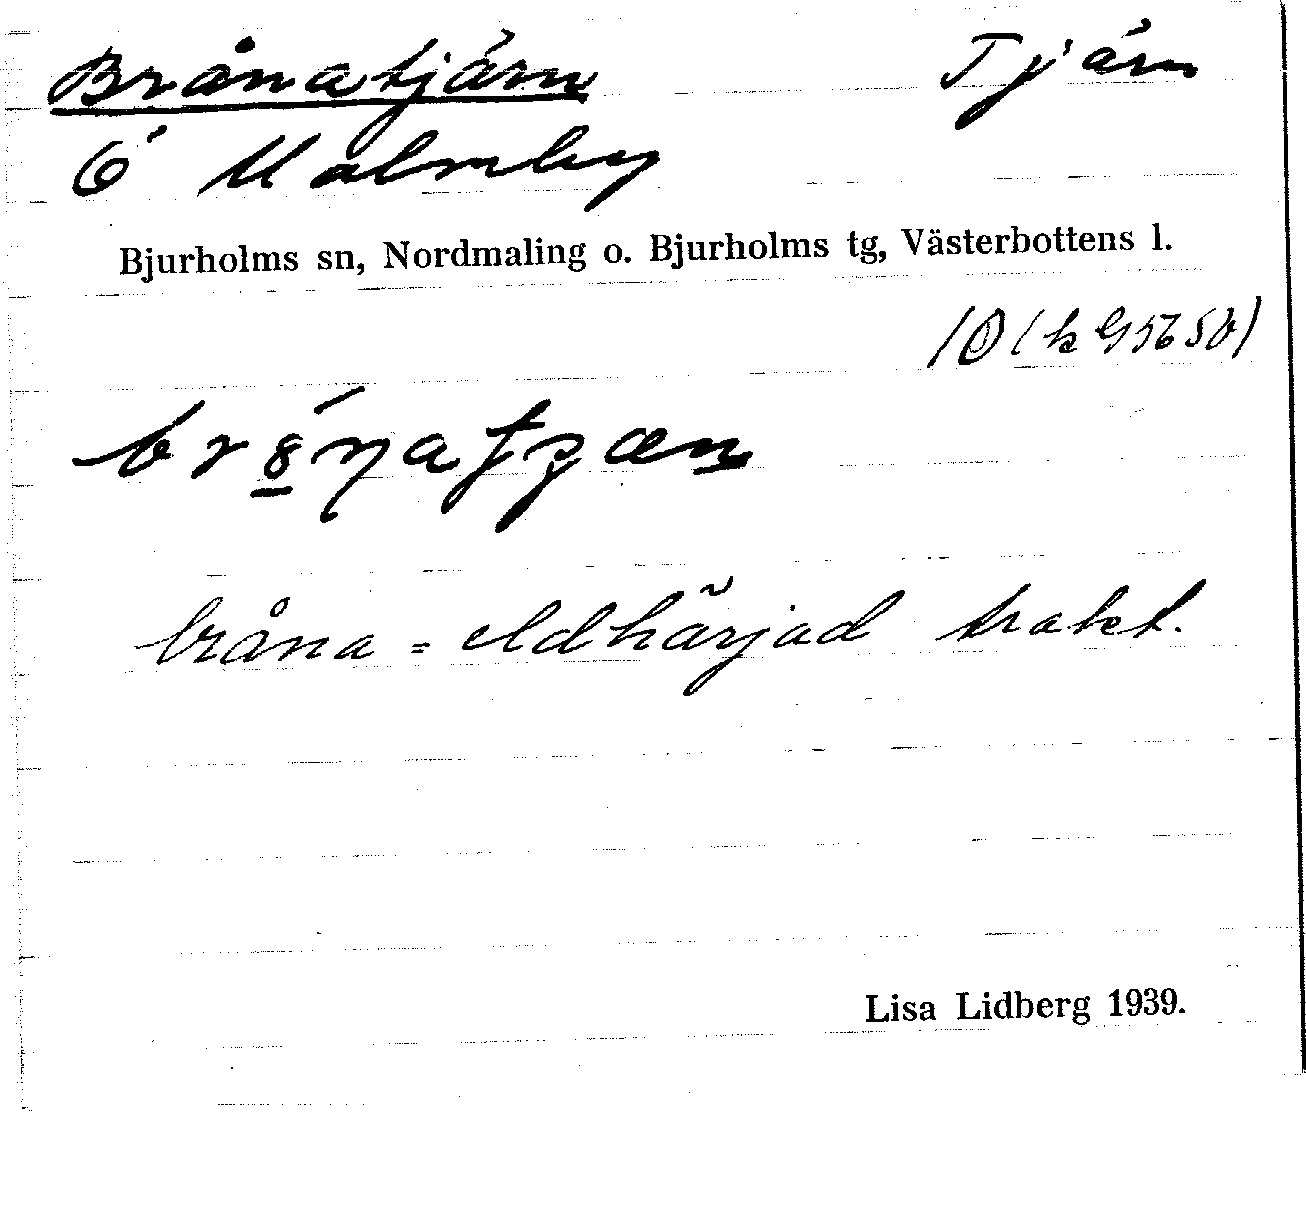 Brånatjärn Tjärn
Ö Malmby
Bjurholms sn, Nordmaling o. Bjurholms tg, Västerbottens l.
bråna = eldhärjad trakt.
Lisa Lidberg 1939.